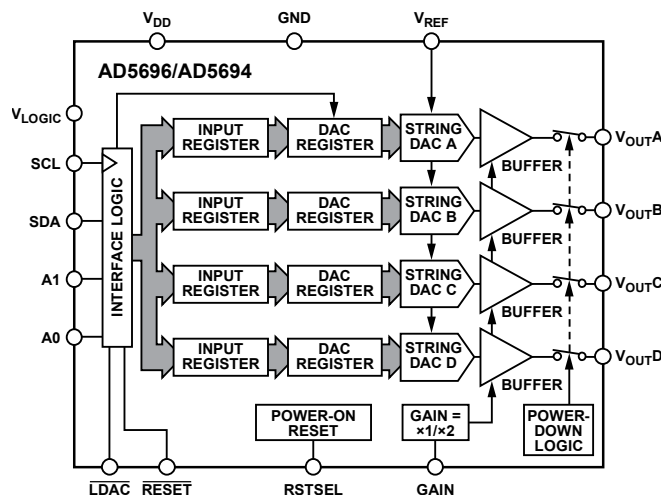 VDD
GND
VREF
AD5696/AD5694
VLOGIC
SCL
SDA
A1
A0
INTERFACE LOGIC
INPUT
REGISTER
DAC
REGISTER
STRING
DAC A
BUFFER
VOUTA
INPUT
REGISTER
DAC
REGISTER
STRING
DAC B
BUFFER
VOUTB
INPUT
REGISTER
DAC
REGISTER
STRING
DAC C
BUFFER
VOUTC
INPUT
REGISTER
DAC
REGISTER
STRING
DAC D
BUFFER
VOUTD
POWER-ON
RESET
GAIN =
×1/×2
POWER-
DOWN
LOGIC
LDAC
RESET
RSTSEL
GAIN